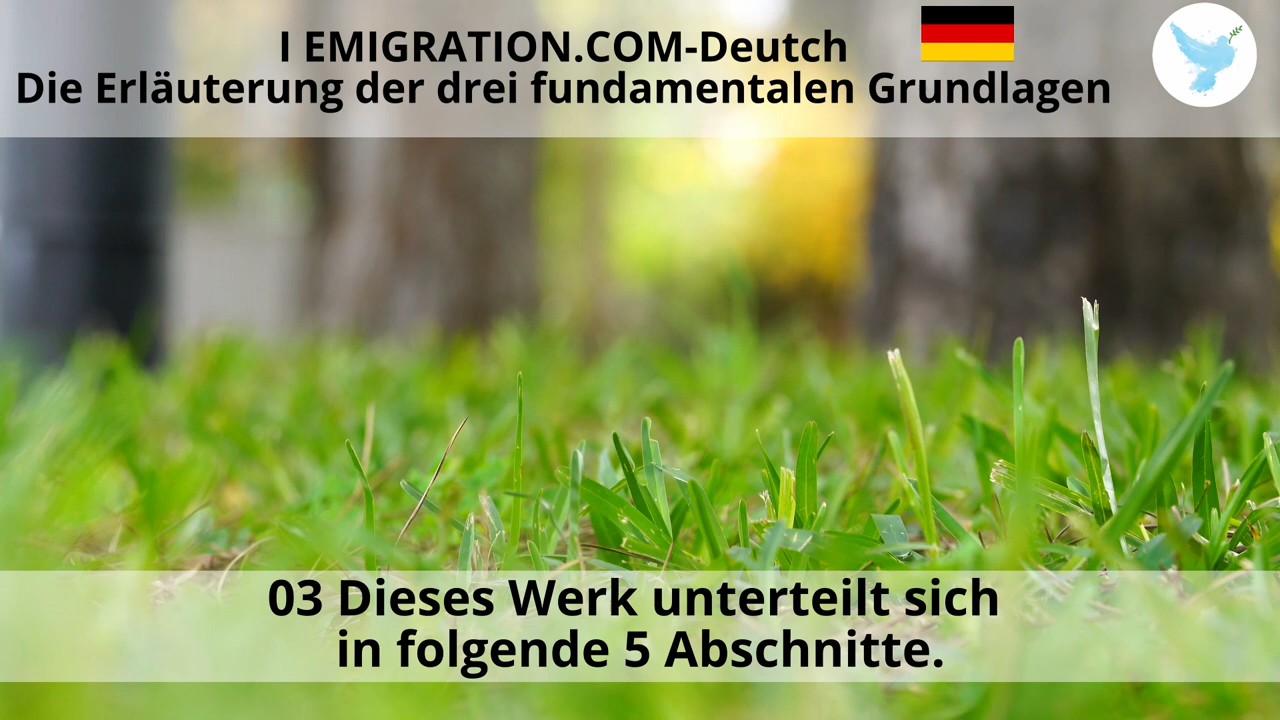 I EMIGRATION.COM-Deutch
Die Erläuterung der drei fundamentalen Grundlagen
03 Dieses Werk unterteilt sich
in folgende 5 Abschnitte.